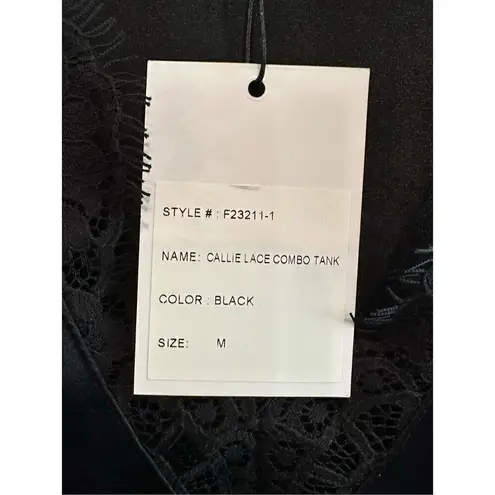 STYLE # : F23211-1
NAME: CALLIE LACE COMBO TANK
COLOR : BLACK
SIZE: M